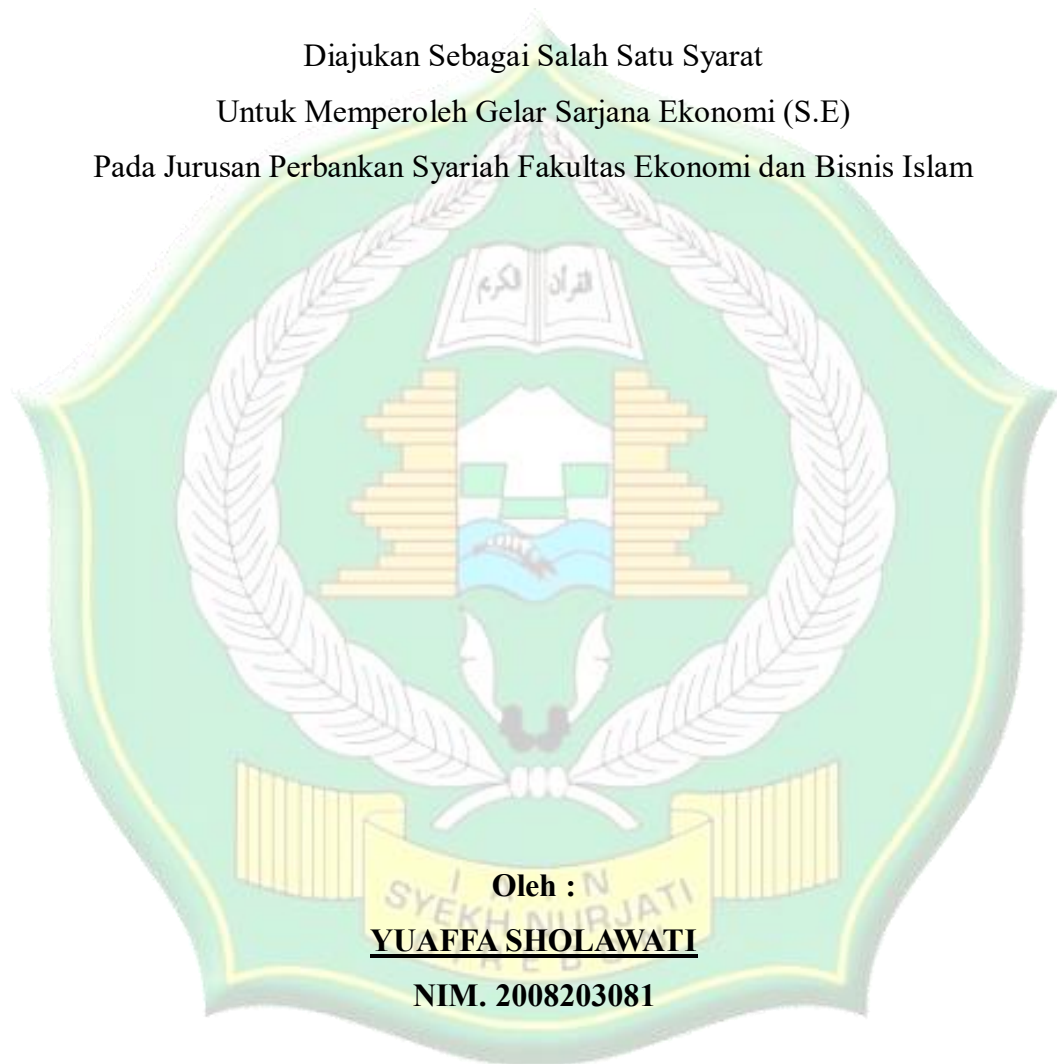 Diajukan Sebagai Salah Satu Syarat
Untuk Memperoleh Gelar Sarjana Ekonomi (S.E)
Pada Jurusan Perbankan Syariah Fakultas Ekonomi dan Bisnis Islam
القرآن الكريم
Oleh :
I A I N
SYEKH NURJATI
YUAFFA SHOLAWATI
CIREBON
NIM. 2008203081